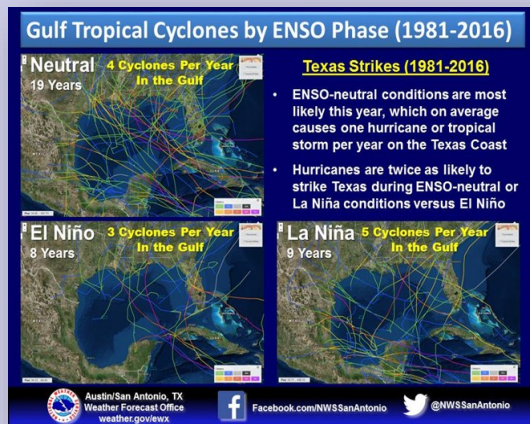 Gulf Tropical Cyclones by ENSO Phase (1981-2016)
Neutral
19 Years
4 Cyclones Per Year
In the Gulf
Texas Strikes (1981-2016)
• ENSO-neutral conditions are most
likely this year, which on average
causes one hurricane or tropical
storm per year on the Texas Coast
• Hurricanes are twice as likely to
strike Texas during ENSO-neutral or
La Niña conditions versus El Niño
El Niño
8 Years
3 Cyclones Per Year
In the Gulf
La Niña
9 Years
5 Cyclones Per Year
In the Gulf
Austin/San Antonio, TX
Weather Forecast Office
weather.gov/ewx
Facebook.com/NWSSanAntonio
@NWSSanAntonio